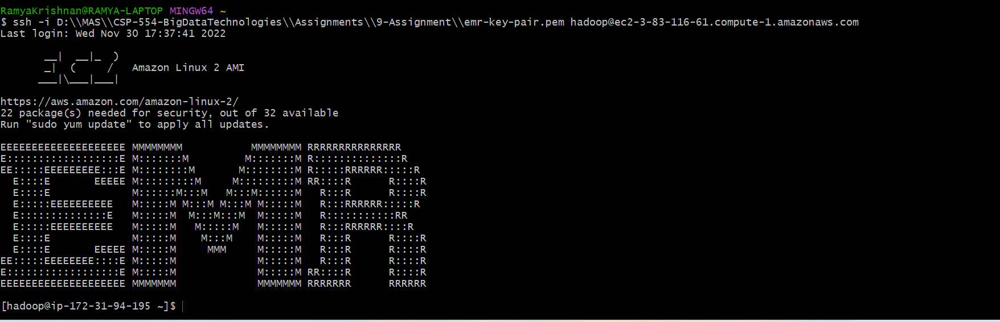 RamyaKrishnan@RAMYA-LAPTOP MINGW64 ~
$ ssh -i D:\\MAS\\CSP-554-BigDataTechnologies\\Assignments\\9-Assignment\\emr-key-pair.pem hadoop@ec2-3-83-116-61.compute-1.amazonaws.com
Last login: Wed Nov 30 17:37:41 2022

       __|  __|_  )
       _|  (     /   Amazon Linux 2 AMI
      ___|\___|___|

https://aws.amazon.com/amazon-linux-2/
22 package(s) needed for security, out of 32 available
Run "sudo yum update" to apply all updates.

EEEEEEEEEEEEEEEEEEEE MMMMMMMM           MMMMMMMM RRRRRRRRRRRRRRR
E::::::::::::::::::E M:::::::M         M:::::::M R::::::::::::::R
EE:::::EEEEEEEEE:::E M::::::::M       M::::::::M R:::::RRRRRR:::::R
  E::::E       EEEEE M:::::::::M     M:::::::::M RR::::R      R::::R
  E::::E             M::::::M:::M   M:::M::::::M   R:::R      R::::R
  E:::::EEEEEEEEEE   M:::::M M:::M M:::M M:::::M   R:::RRRRRR:::::R
  E::::::::::::::E   M:::::M  M:::M:::M  M:::::M   R:::::::::::RR
  E:::::EEEEEEEEEE   M:::::M   M:::::M   M:::::M   R:::RRRRRR::::R
  E::::E             M:::::M    M:::M    M:::::M   R:::R      R::::R
  E::::E       EEEEE M:::::M     MMM     M:::::M   R:::R      R::::R
EE:::::EEEEEEEE::::E M:::::M             M:::::M   R:::R      R::::R
E::::::::::::::::::E M:::::M             M:::::M RR::::R      R::::R
EEEEEEEEEEEEEEEEEEEE MMMMMMM             MMMMMMM RRRRRRR      RRRRRR

[hadoop@ip-172-31-94-195 ~]$